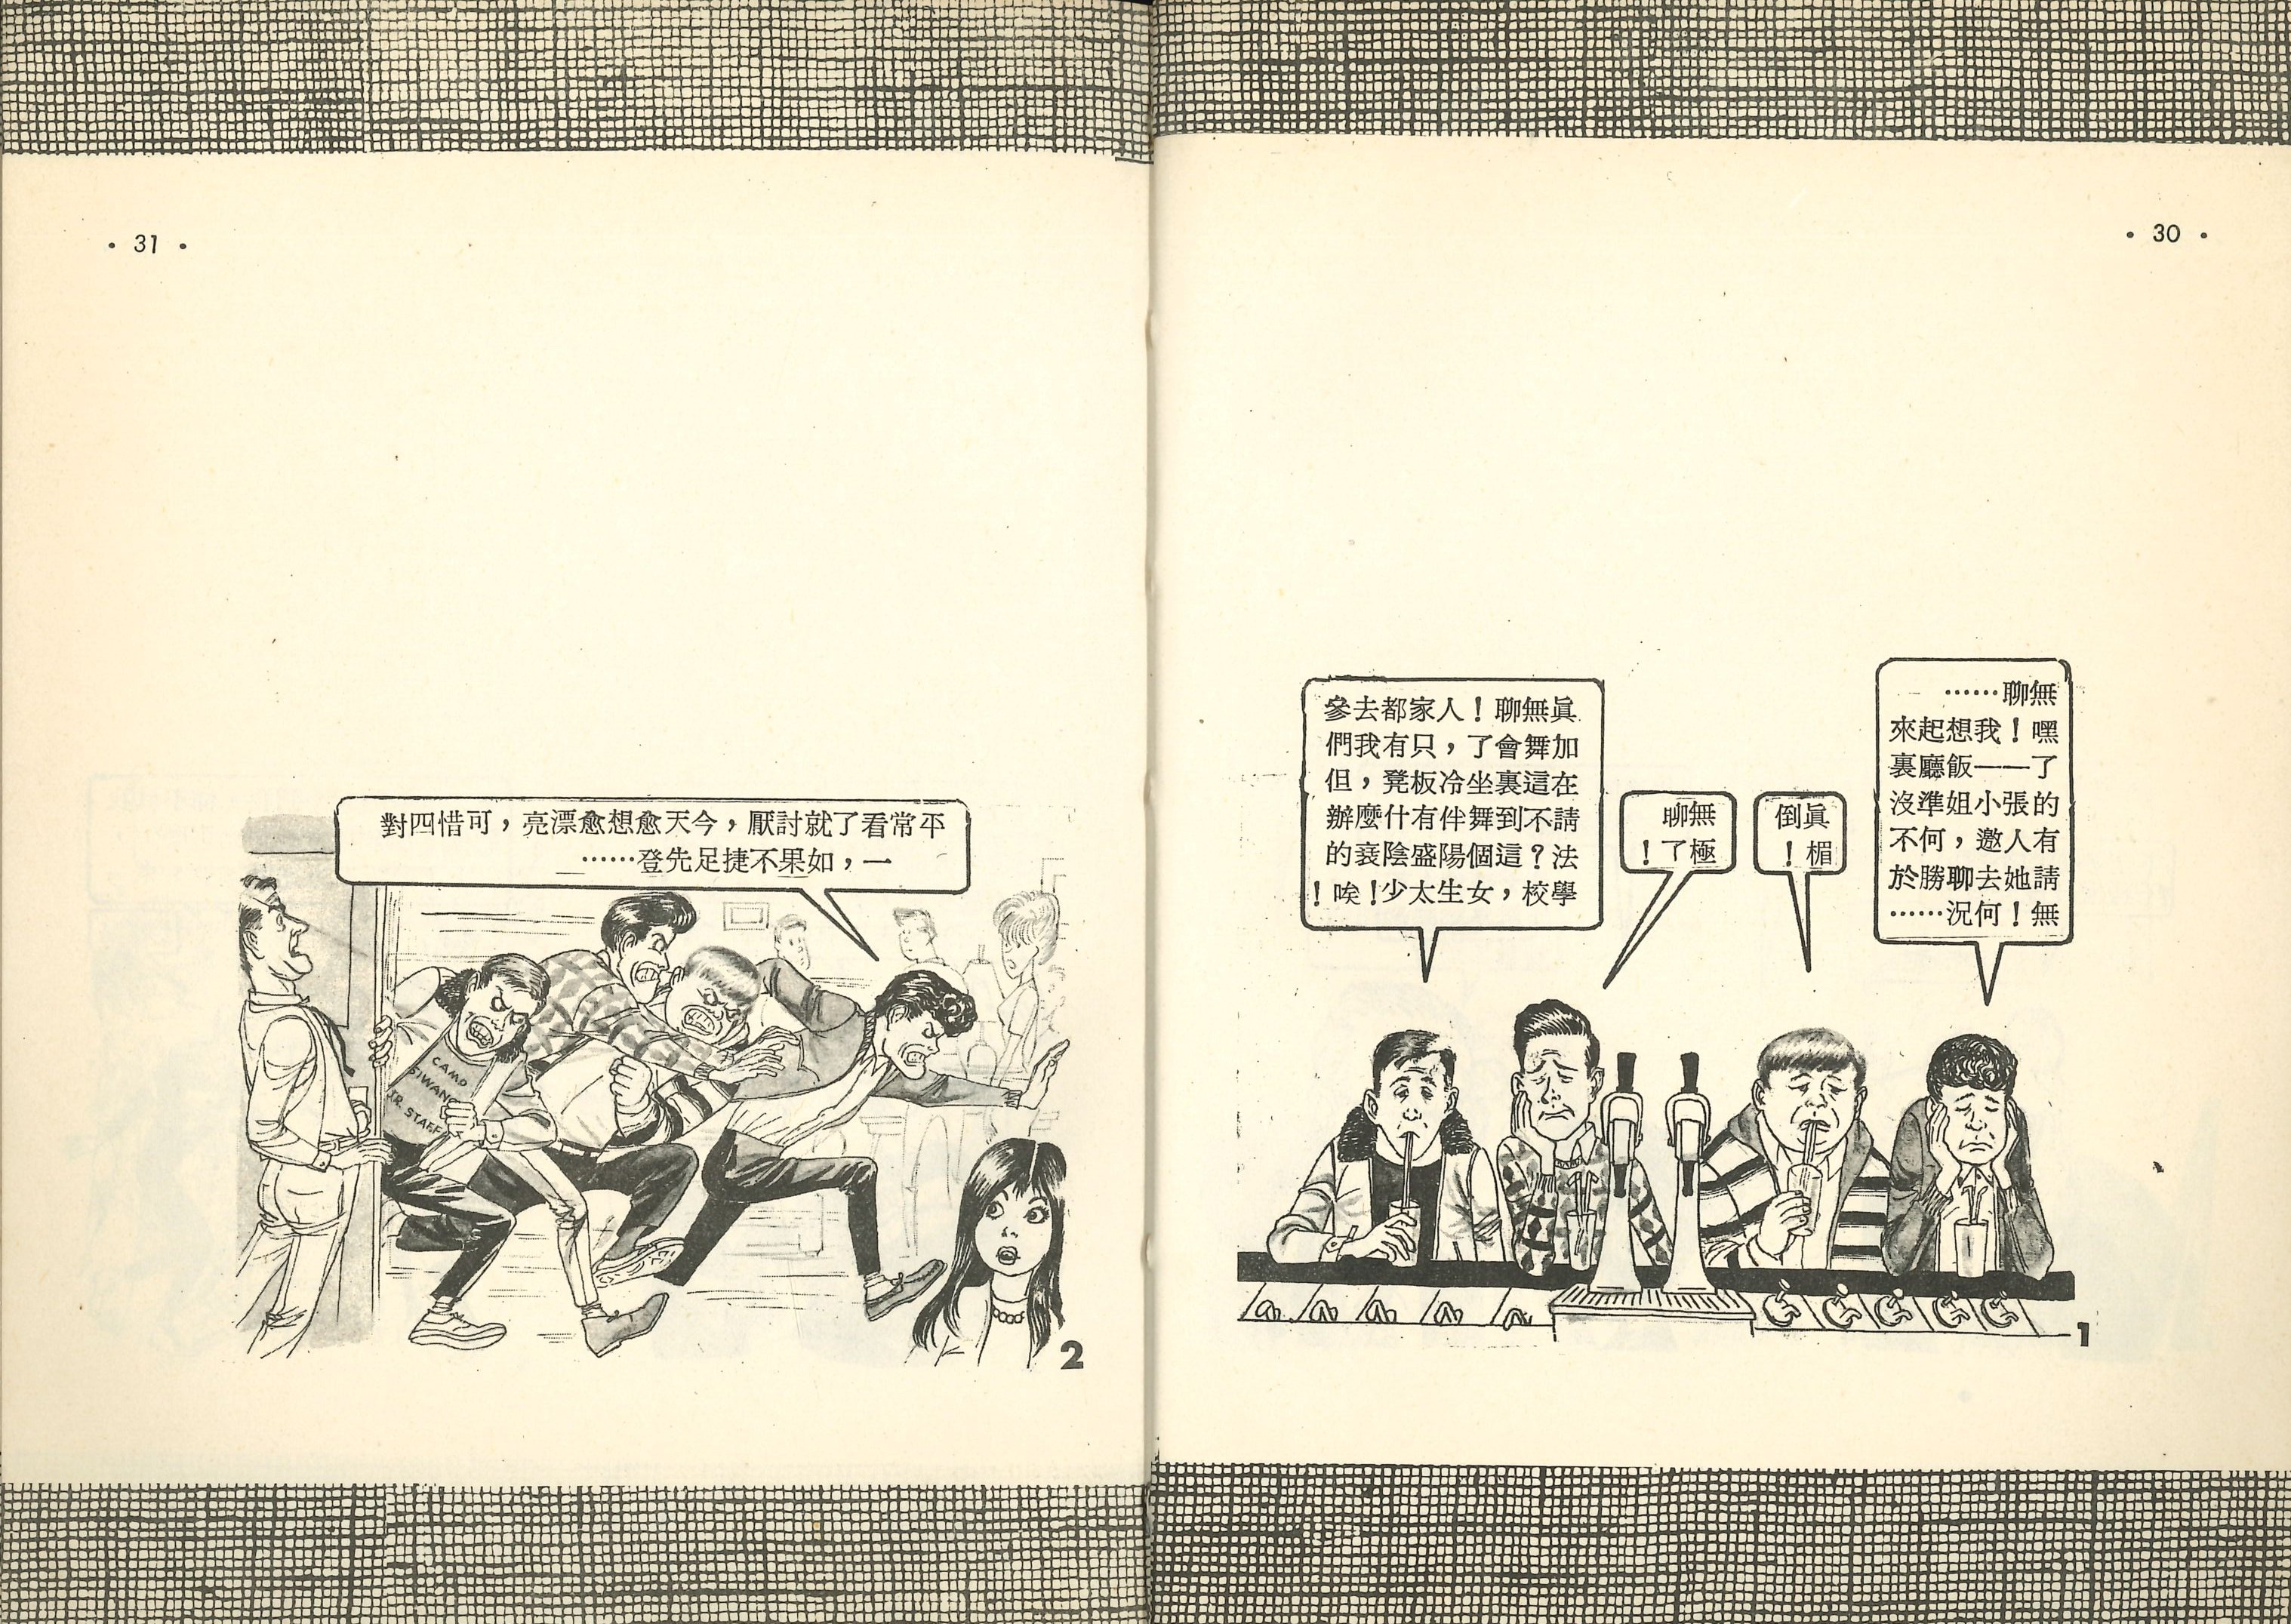 • 30 •
無聊……
嘿！我想起來
了——飯廳裏
的張小姐準沒
有人邀，何不
請她去聊勝於
無！何況……
眞倒
楣！
無聊
極了！
眞無聊！人家都去參
加舞會了，只有我們
在這裏坐冷板凳，但
請不到舞伴有什麼辦
法？這個陽盛陰衰的
學校，女生太少！唉！
1
• 31 •
平常看了就討厭，今天愈想愈漂亮，可惜四對
一，如果不捷足先登……
CAMP
JR. STAFF
2